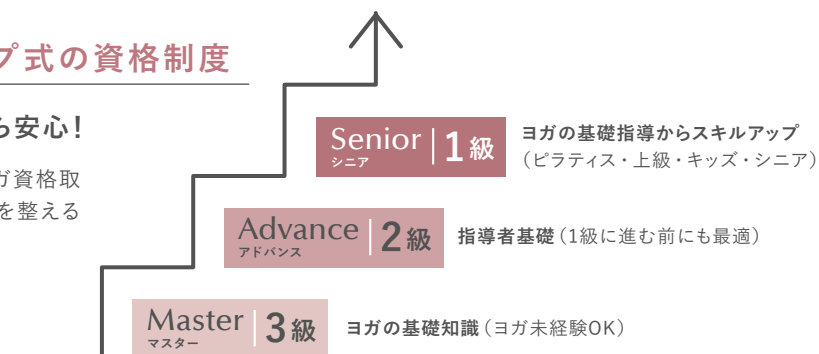 プ式の資格制度
ら安心！
ガ資格取
を整える
Senior 1級
シニア
ヨガの基礎指導からスキルアップ
（ピラティス・上級・キッズ・シニア）
Advance 2級
アドバンス
指導者基礎（1級に進む前にも最適）
Master 3級
マスター
ヨガの基礎知識（ヨガ未経験OK）